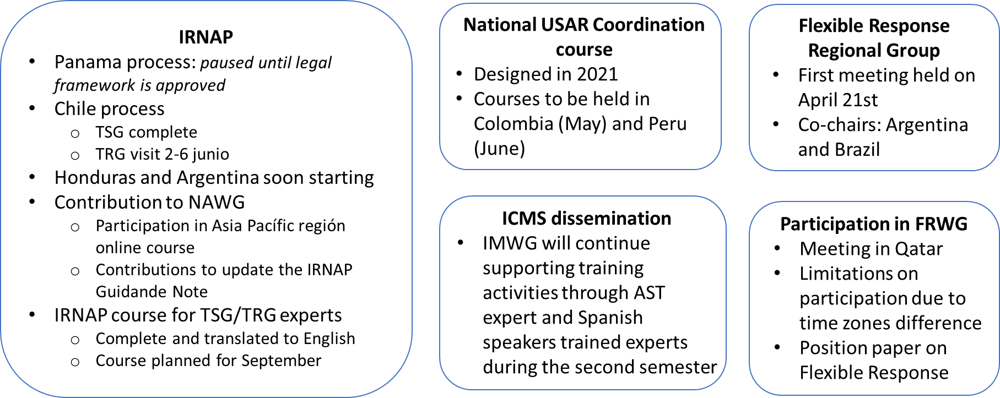 IRNAP
• Panama process: paused until legal
framework is approved
• Chile process
o TSG complete
o TRG visit 2-6 junio
• Honduras and Argentina soon starting
• Contribution to NAWG
o Participation in Asia Pacífic región
online course
o Contributions to update the IRNAP
Guidande Note
• IRNAP course for TSG/TRG experts
o Complete and translated to English
o Course planned for September
National USAR Coordination
course
• Designed in 2021
• Courses to be held in
Colombia (May) and Peru
(June)
Flexible Response
Regional Group
• First meeting held on
April 21st
• Co-chairs: Argentina
and Brazil
ICMS dissemination
• IMWG will continue
supporting training
activities through AST
expert and Spanish
speakers trained experts
during the second semester
Participation in FRWG
• Meeting in Qatar
• Limitations on
participation due to
time zones difference
• Position paper on
Flexible Response